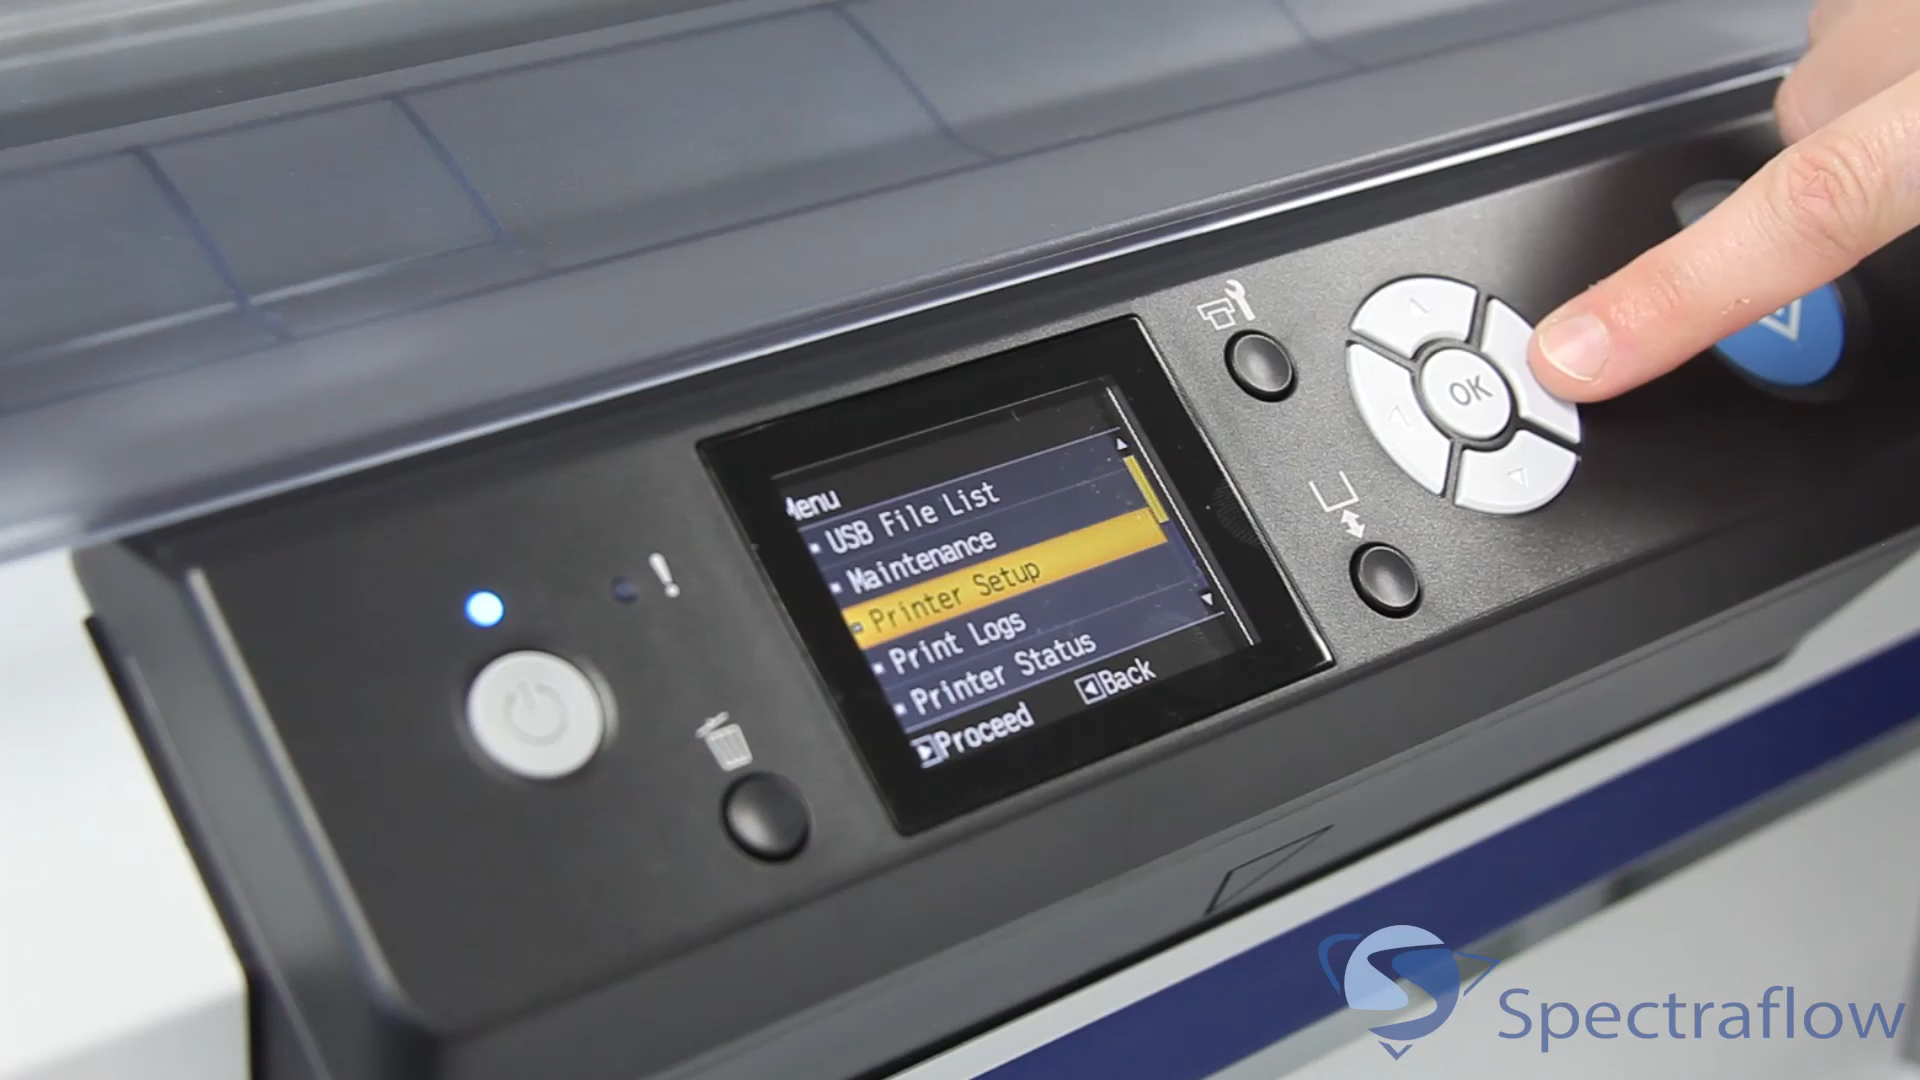 Menu
USB File List
Maintenance
Printer Setup
Print Logs
Printer Status
Proceed
Back
OK
Spectraflow